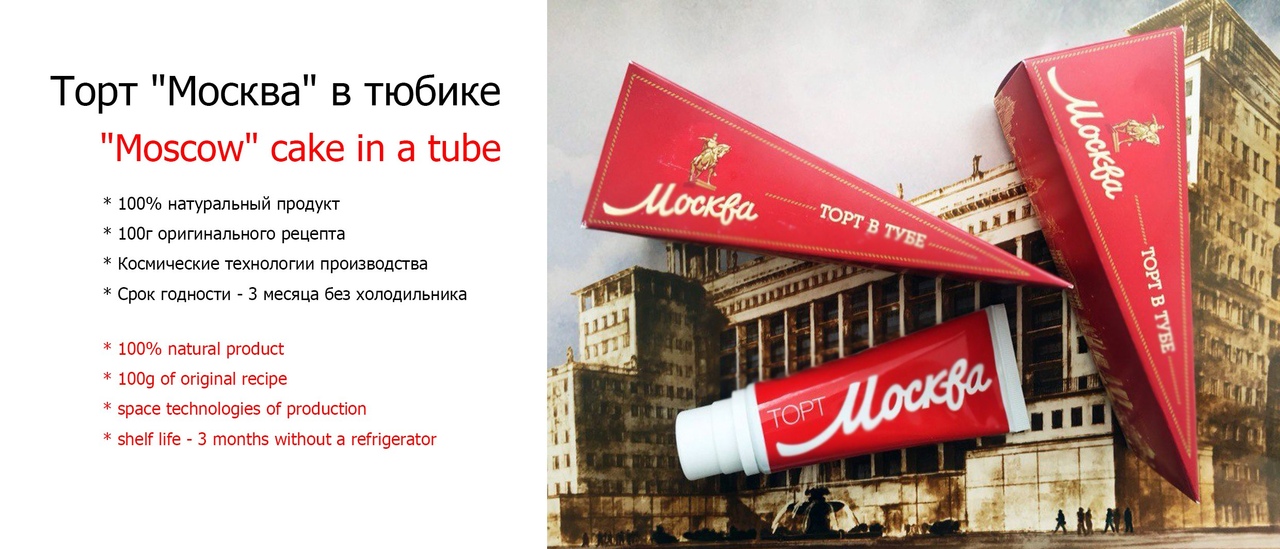 Торт "Москва" в тюбике
"Moscow" cake in a tube
* 100% натуральный продукт
* 100г оригинального рецепта
* Космические технологии производства
* Срок годности - 3 месяца без холодильника
* 100% natural product
* 100g of original recipe
* space technologies of production
* shelf life - 3 months without a refrigerator
Москва
ТОРТ В ТУБЕ
Москва
ТОРТ В ТУБЕ
ТОРТ Москва